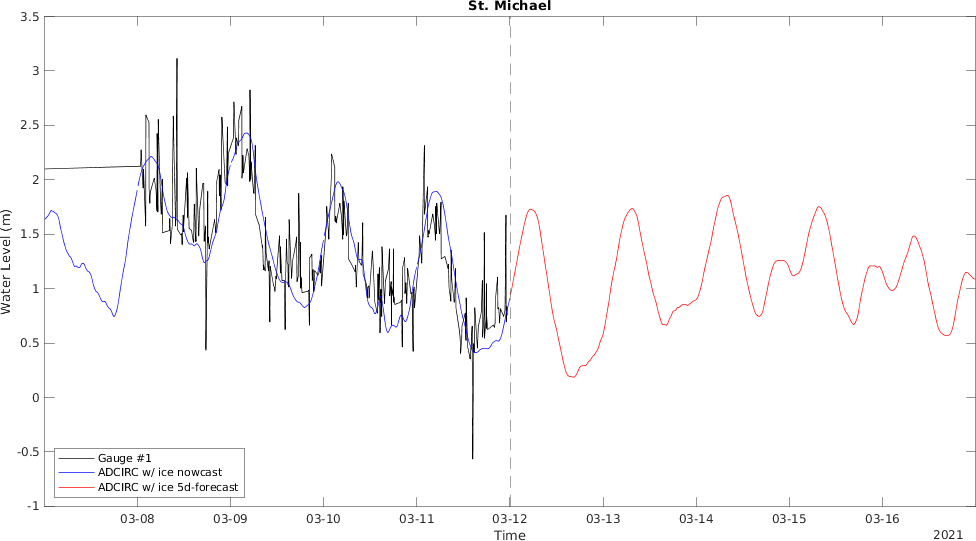 St. Michael
3.5
3
2.5
2
1.5
1
0.5
0
-0.5
-1
Water Level (m)
Gauge #1
ADCIRC w/ ice nowcast
ADCIRC w/ ice 5d-forecast
03-08 03-09 03-10 03-11 03-12 03-13 03-14 03-15 03-16
Time
2021